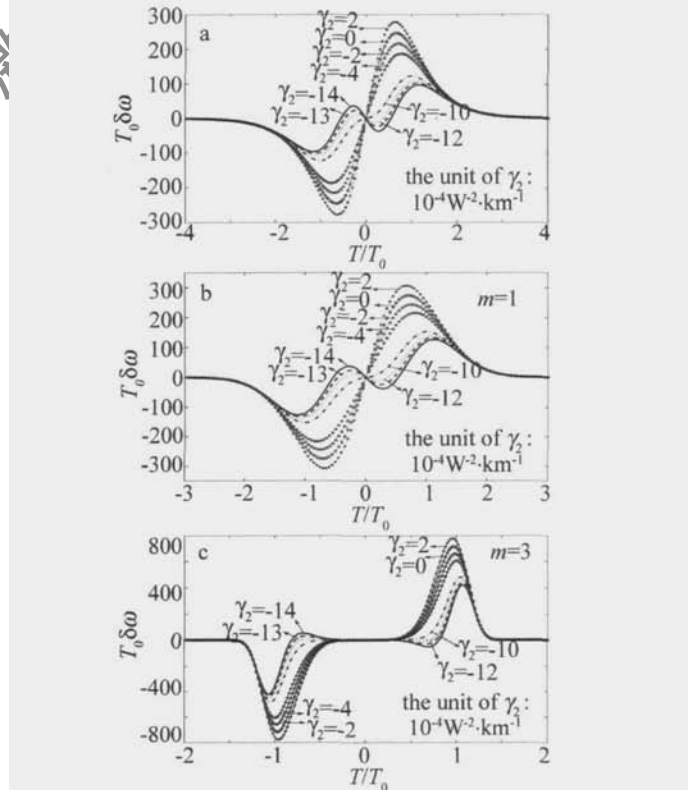 a
300
200
100
0
-100
-200
-300
T₀δω
γ₂=2
γ₂=0
γ₂=-2
γ₂=-4
γ₂=-14
γ₂=-13
γ₂=-10
γ₂=-12
the unit of γ₂:
10⁻⁴W⁻²·km⁻¹
-4 -2 0 2 4
T/T₀
b
m=1
300
200
100
0
-100
-200
-300
T₀δω
γ₂=2
γ₂=0
γ₂=-2
γ₂=-4
γ₂=-14
γ₂=-13
γ₂=-10
γ₂=-12
the unit of γ₂:
10⁻⁴W⁻²·km⁻¹
-3 -2 -1 0 1 2 3
T/T₀
c
m=3
800
400
0
-400
-800
T₀δω
γ₂=2
γ₂=0
γ₂=-14
γ₂=-13
γ₂=-10
γ₂=-12
γ₂=-4
γ₂=-2
the unit of γ₂:
10⁻⁴W⁻²·km⁻¹
-2 -1 0 1 2
T/T₀